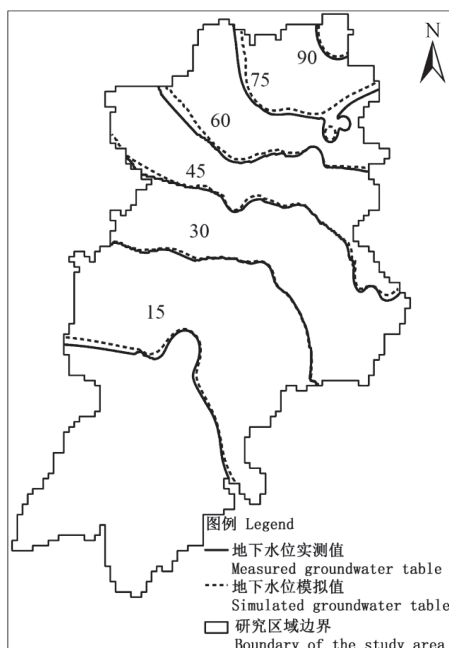 N
90
75
60
45
30
15
图例 Legend
地下水位实测值
Measured groundwater table
地下水位模拟值
Simulated groundwater table
研究区域边界
Boundary of the study area